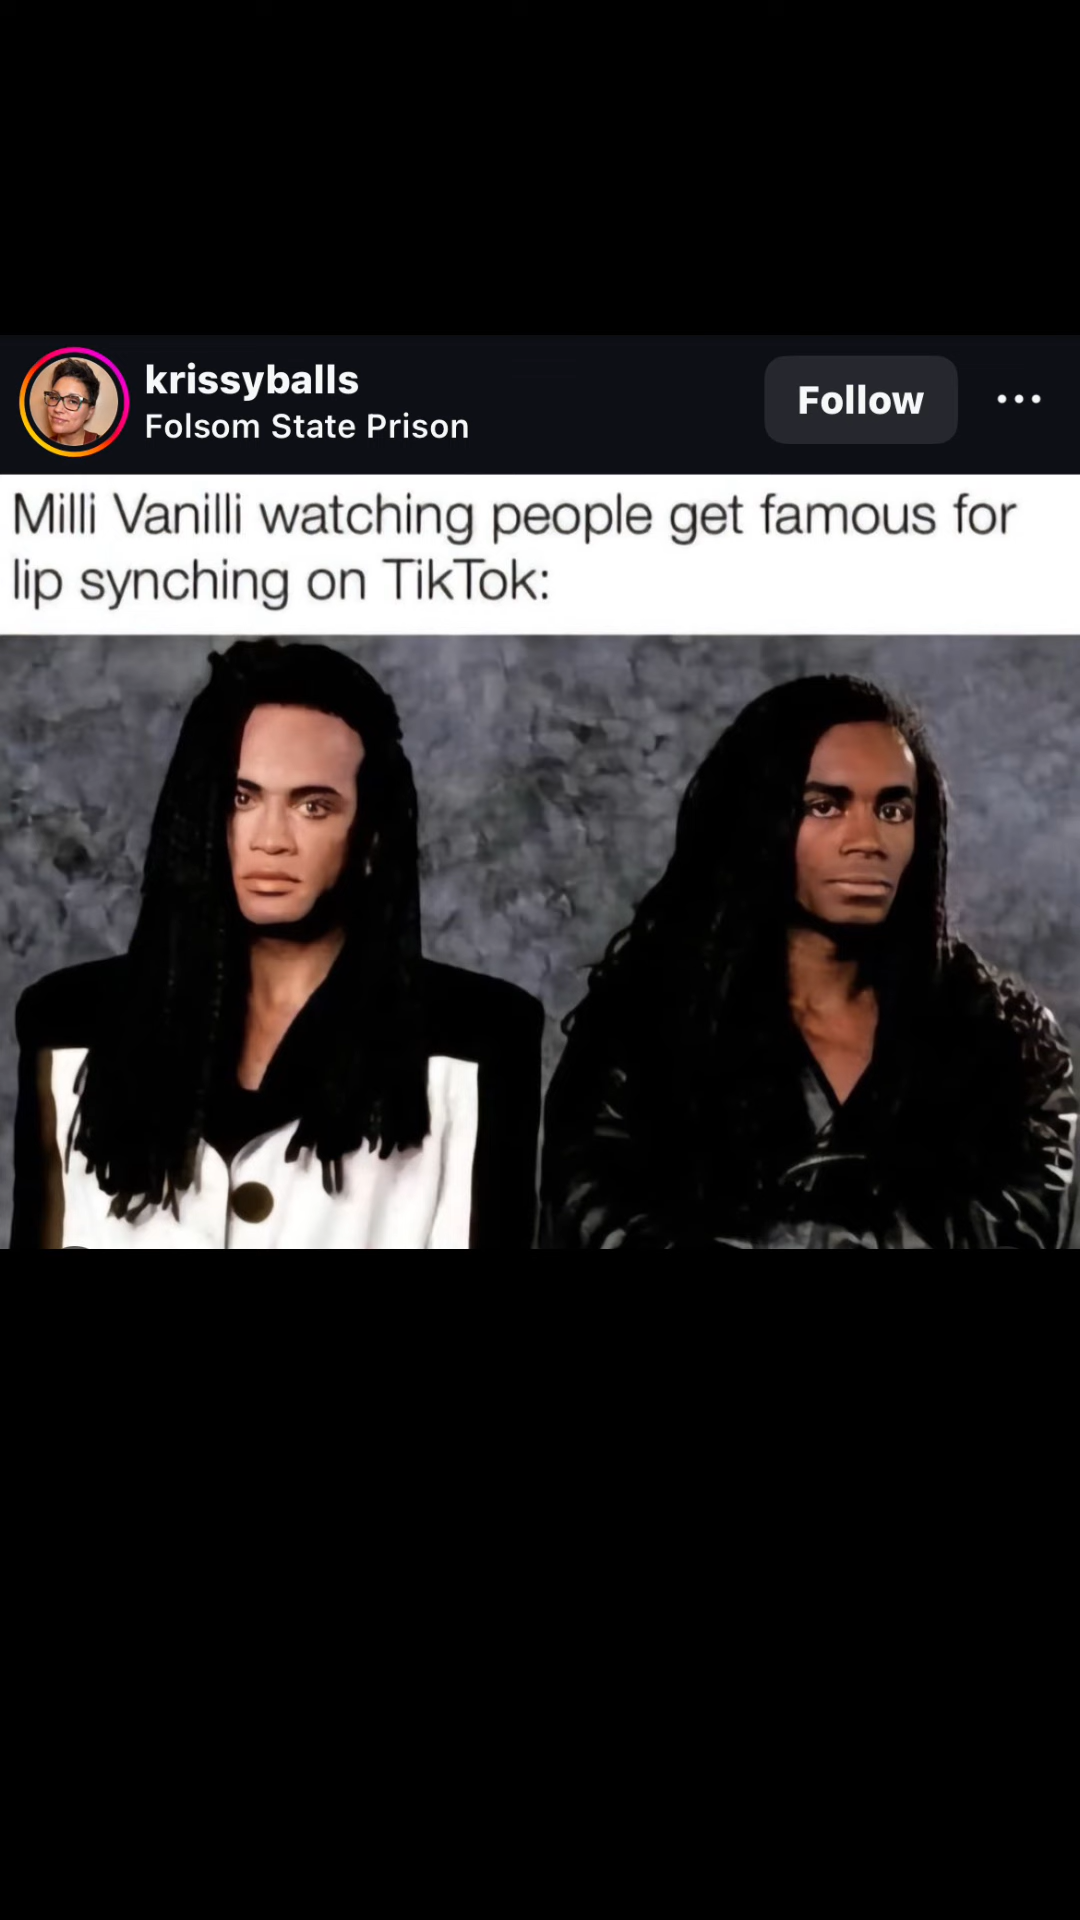 krissyballs
Folsom State Prison
Follow
Milli Vanilli watching people get famous for
lip synching on TikTok: